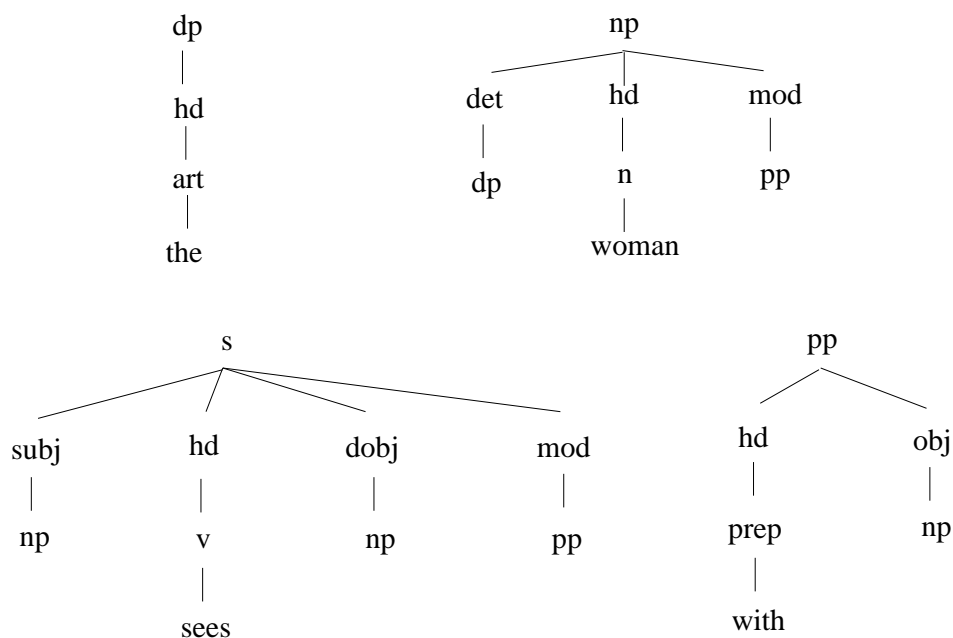 dp np
hd det hd mod
art dp n pp
the woman
s pp
subj hd dobj mod hd obj
np v np pp prep np
sees with